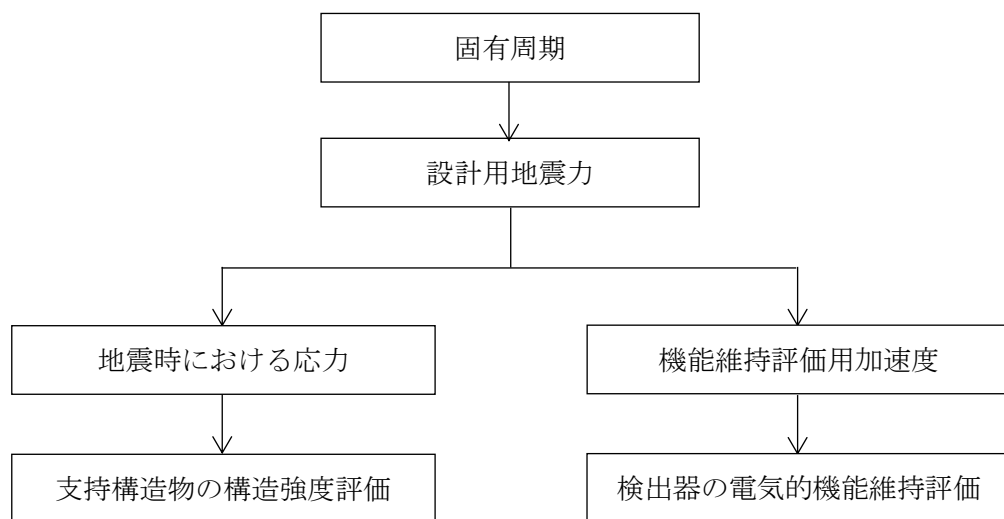 固有周期
設計用地震力
地震時における応力
機能維持評価用加速度
支持構造物の構造強度評価
検出器の電気的機能維持評価